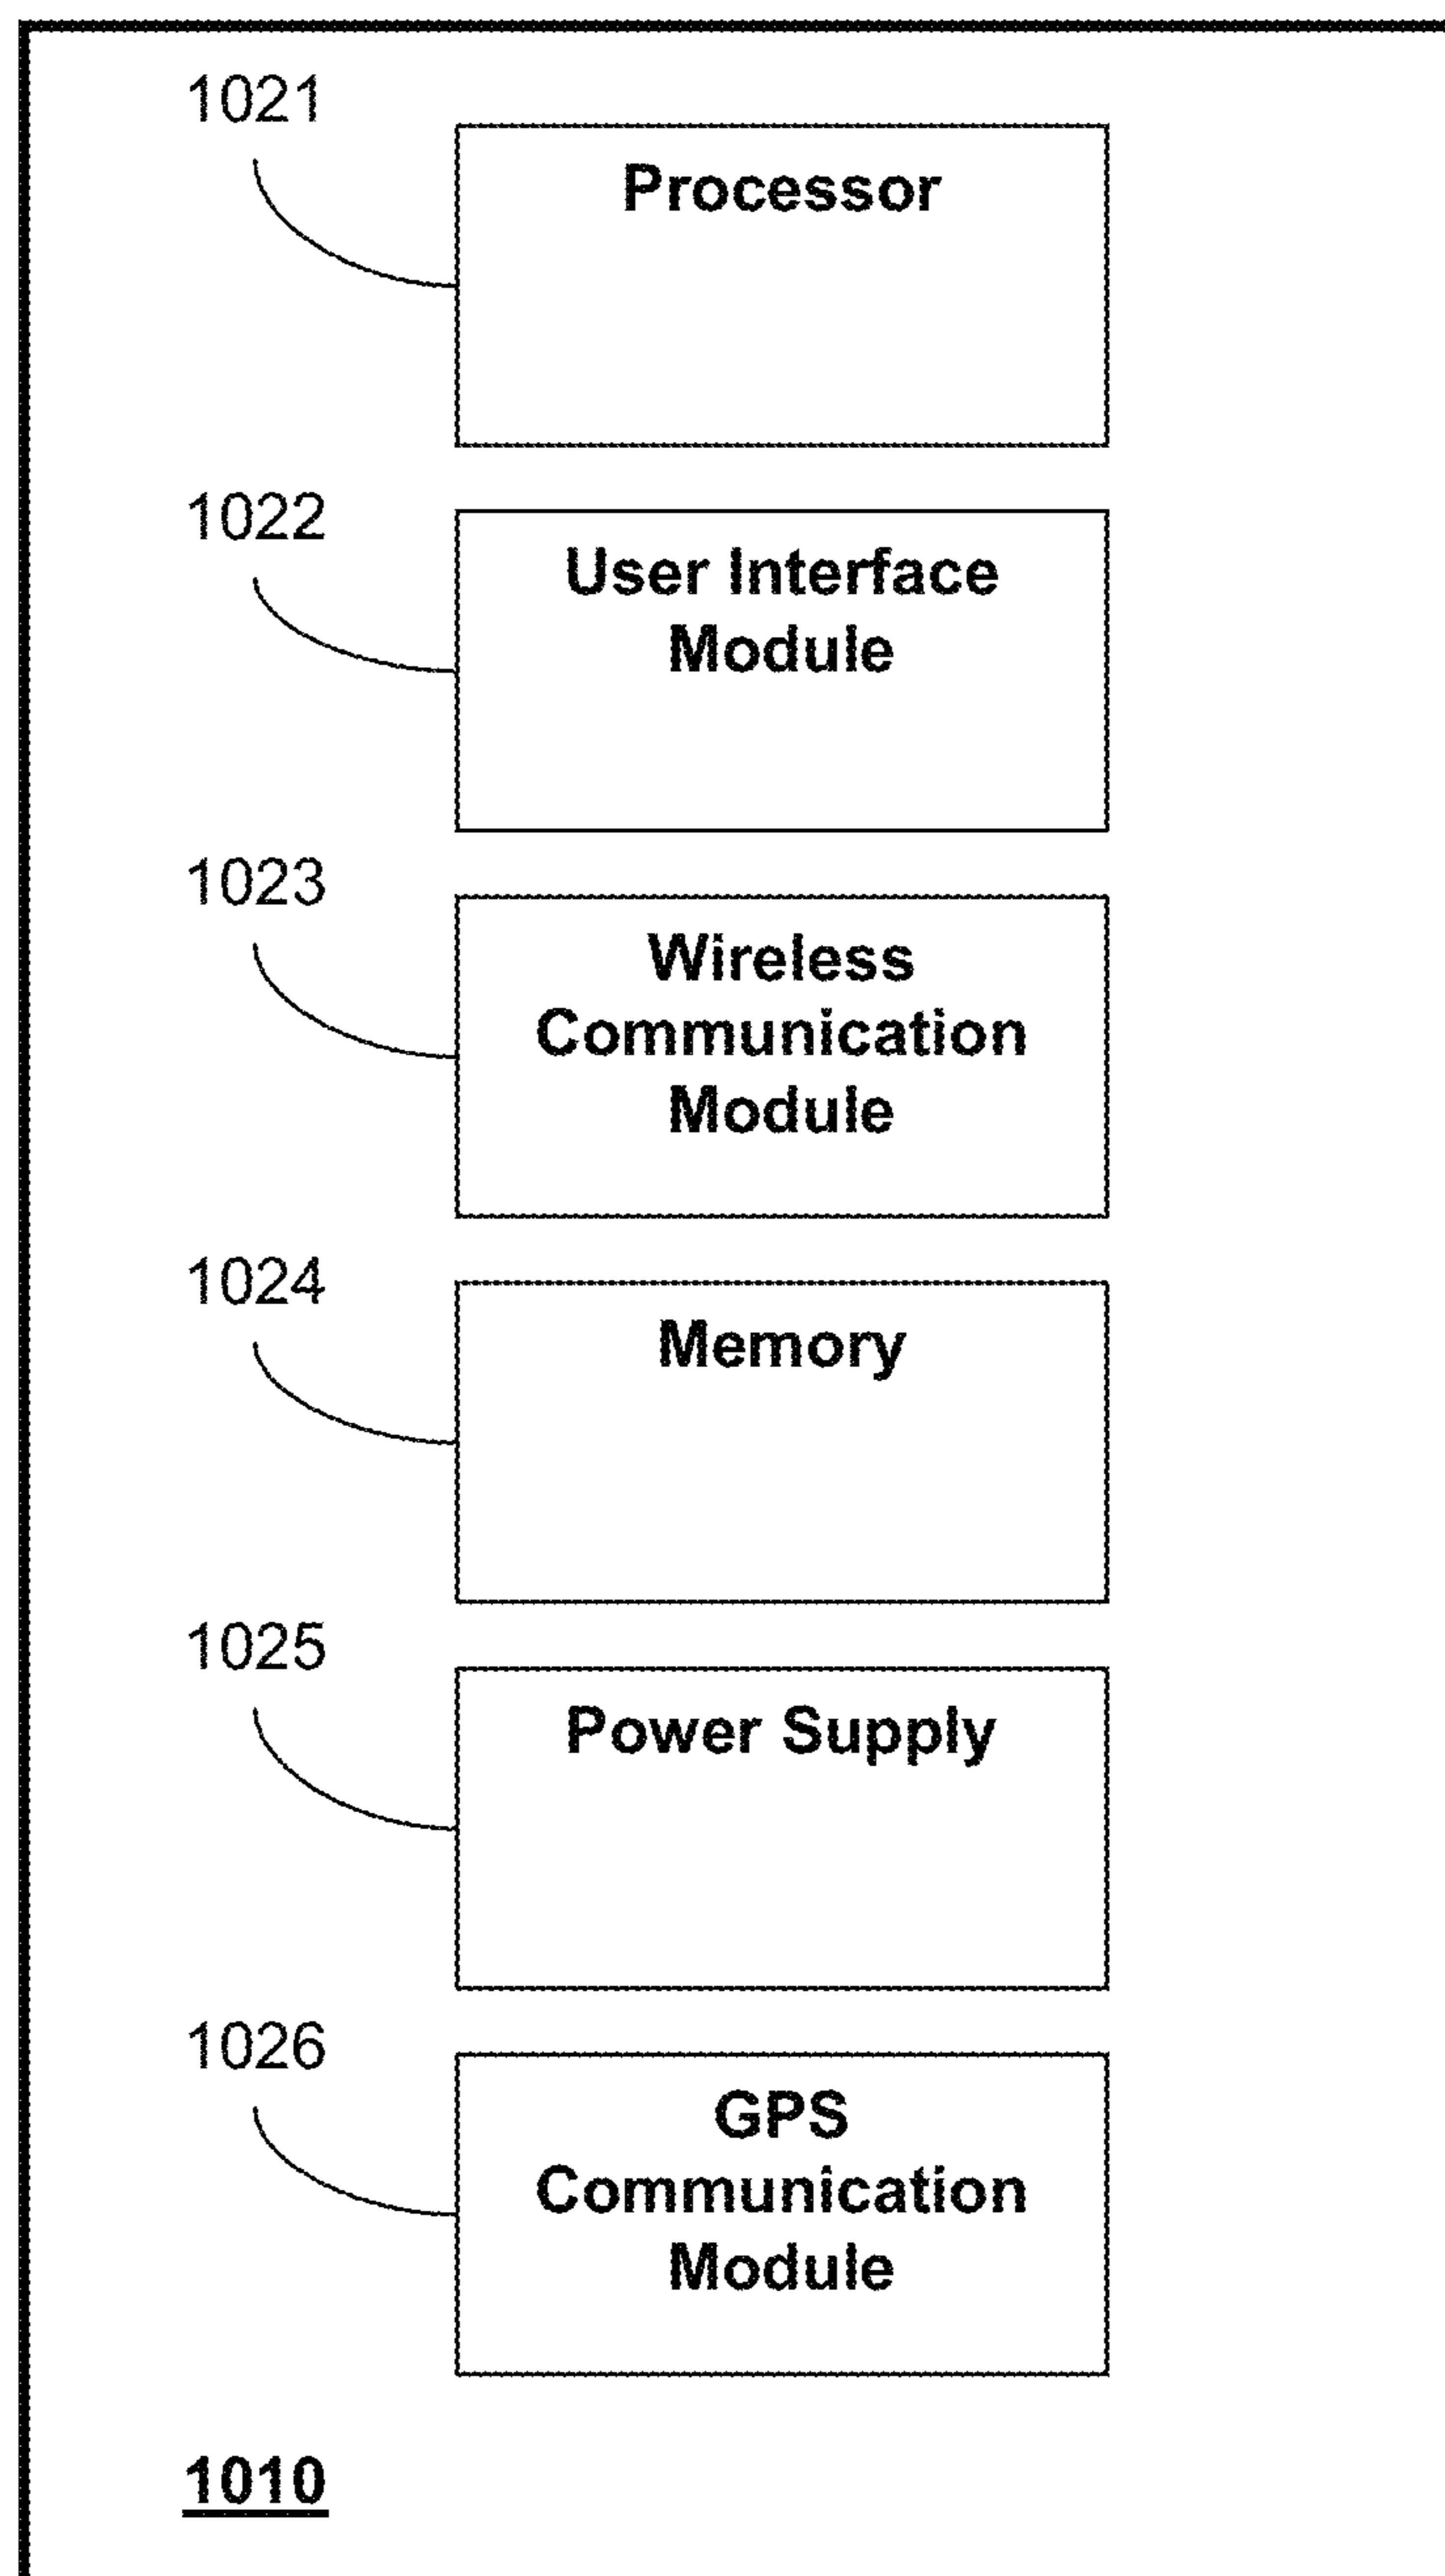 1021
Processor
1022
User Interface
Module
1023
Wireless
Communication
Module
1024
Memory
1025
Power Supply
1026
GPS
Communication
Module
1010